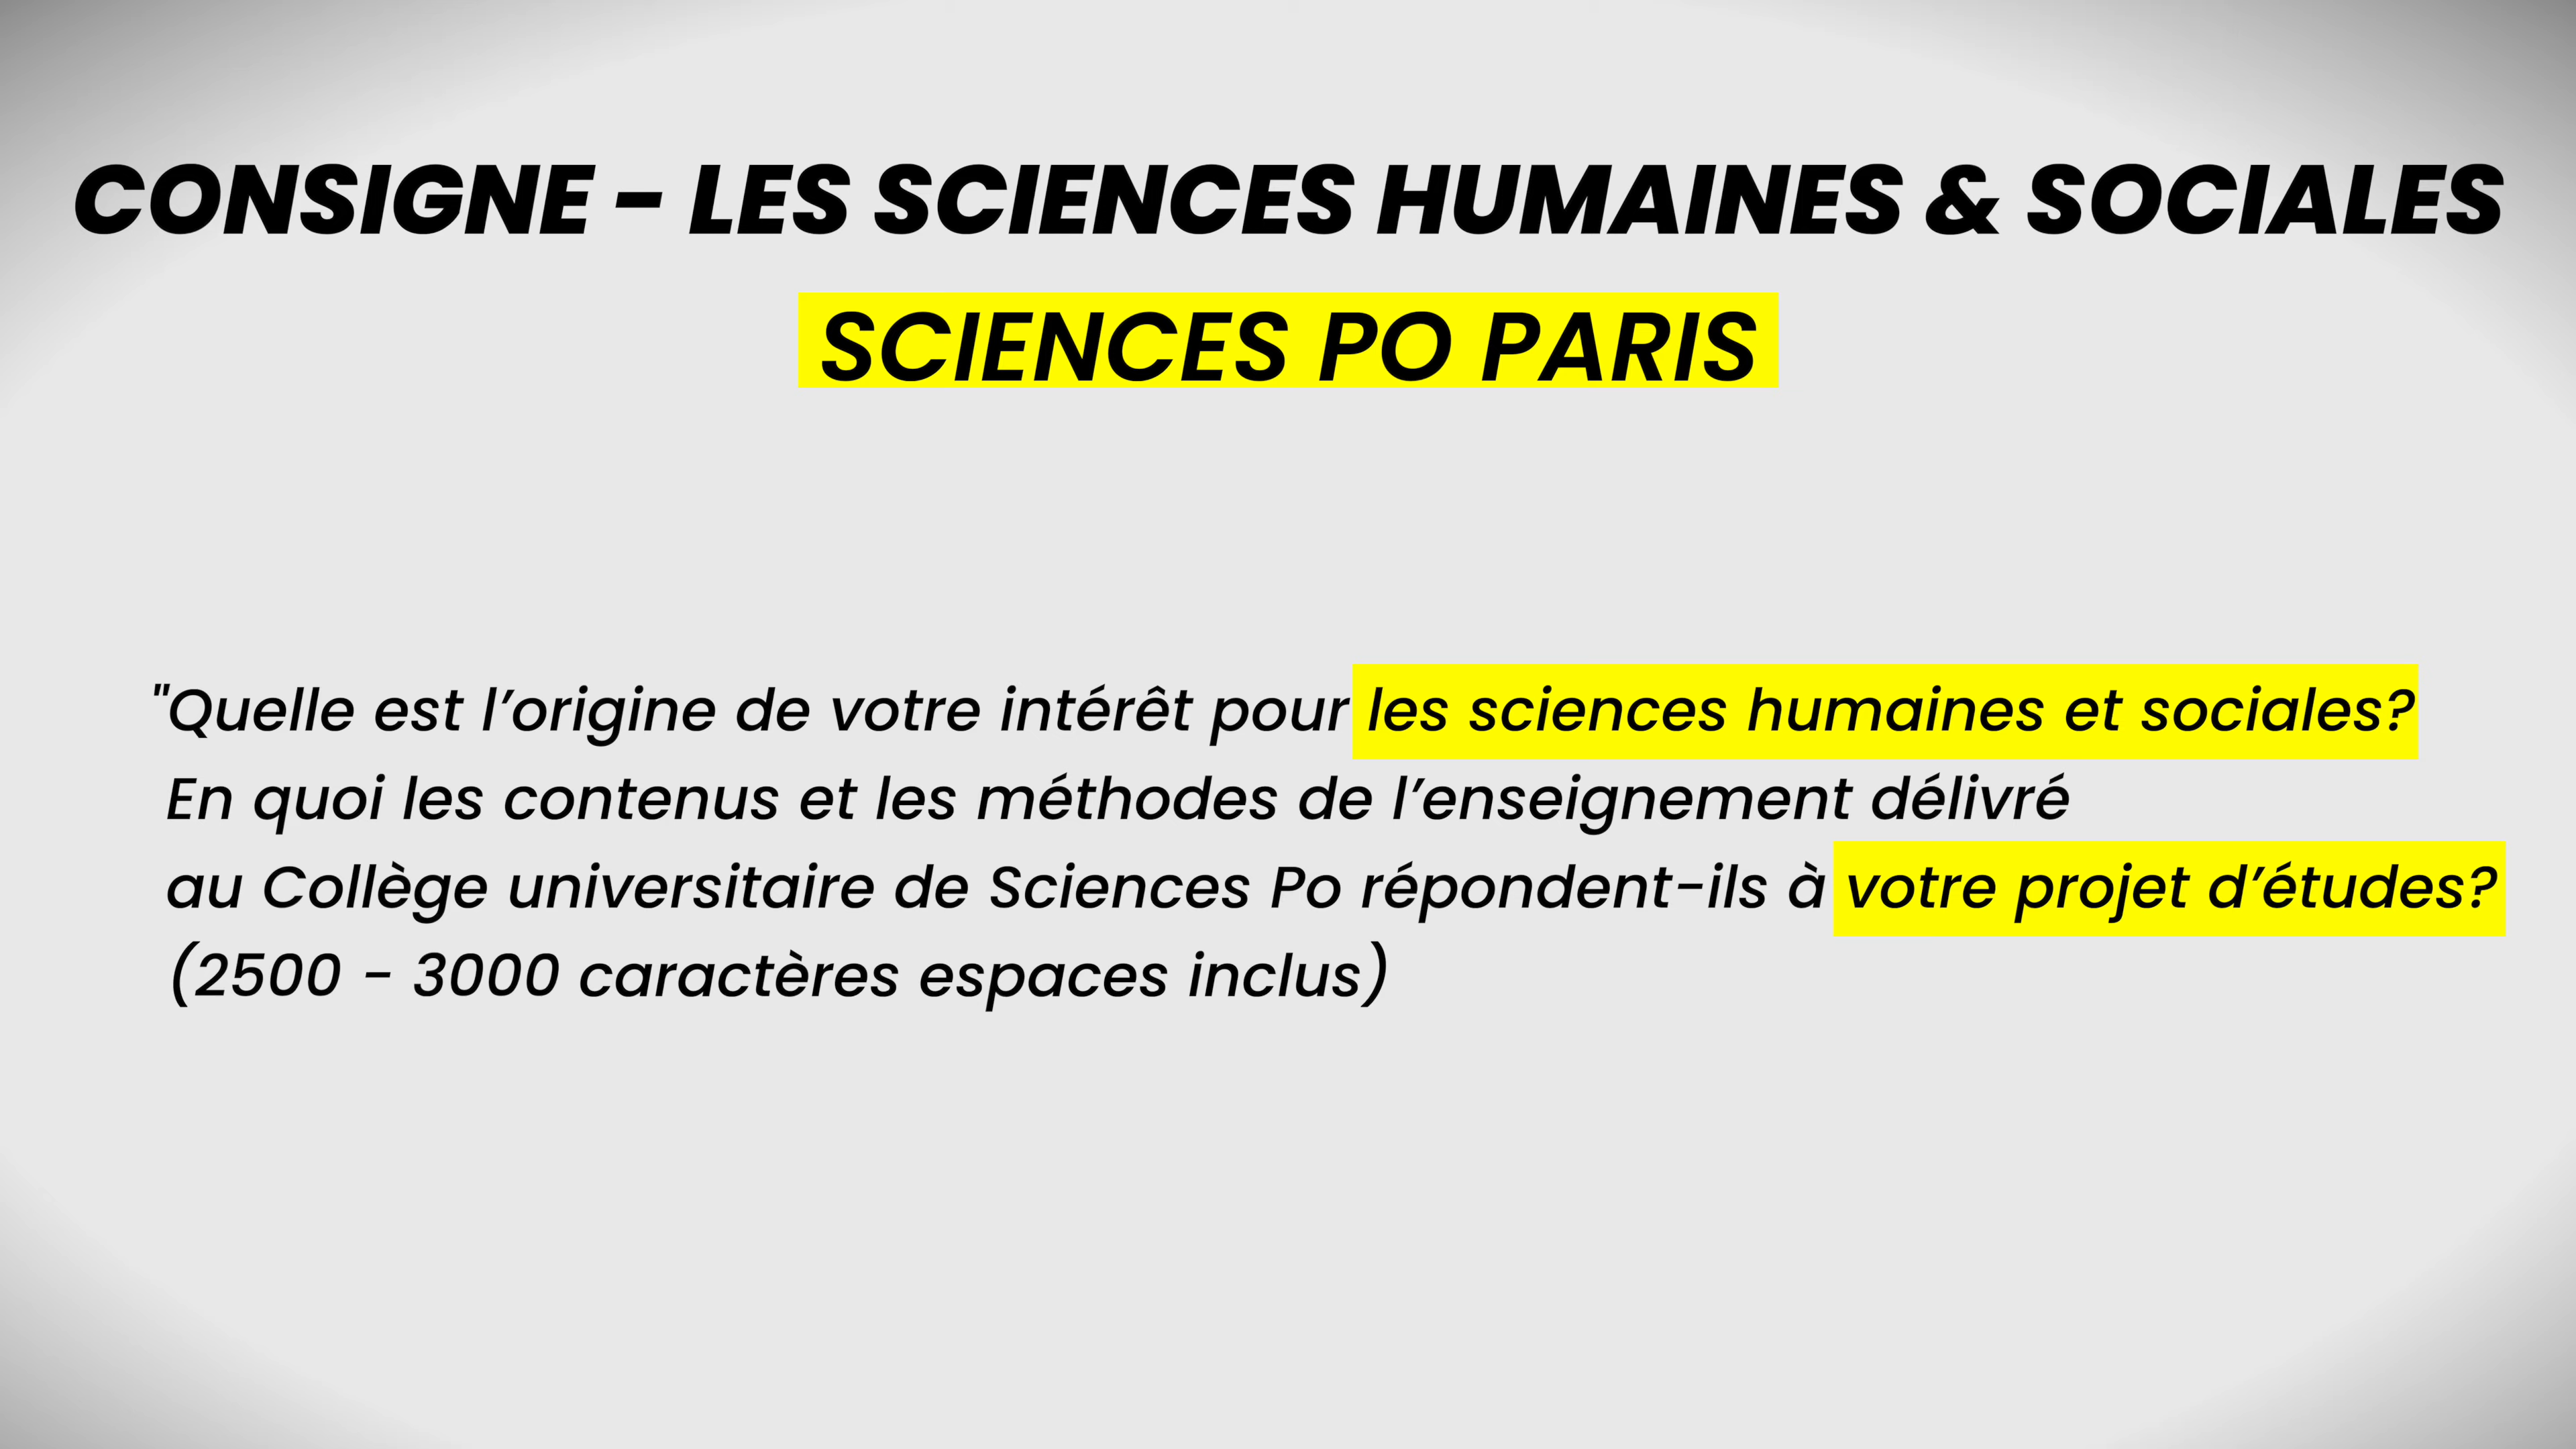 CONSIGNE - LES SCIENCES HUMAINES & SOCIALES
SCIENCES PO PARIS
"Quelle est l’origine de votre intérêt pour les sciences humaines et sociales?
En quoi les contenus et les méthodes de l’enseignement délivré
au Collège universitaire de Sciences Po répondent-ils à votre projet d’études?
(2500 - 3000 caractères espaces inclus)